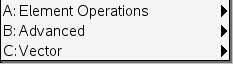 A: Element Operations
B: Advanced
C: Vector